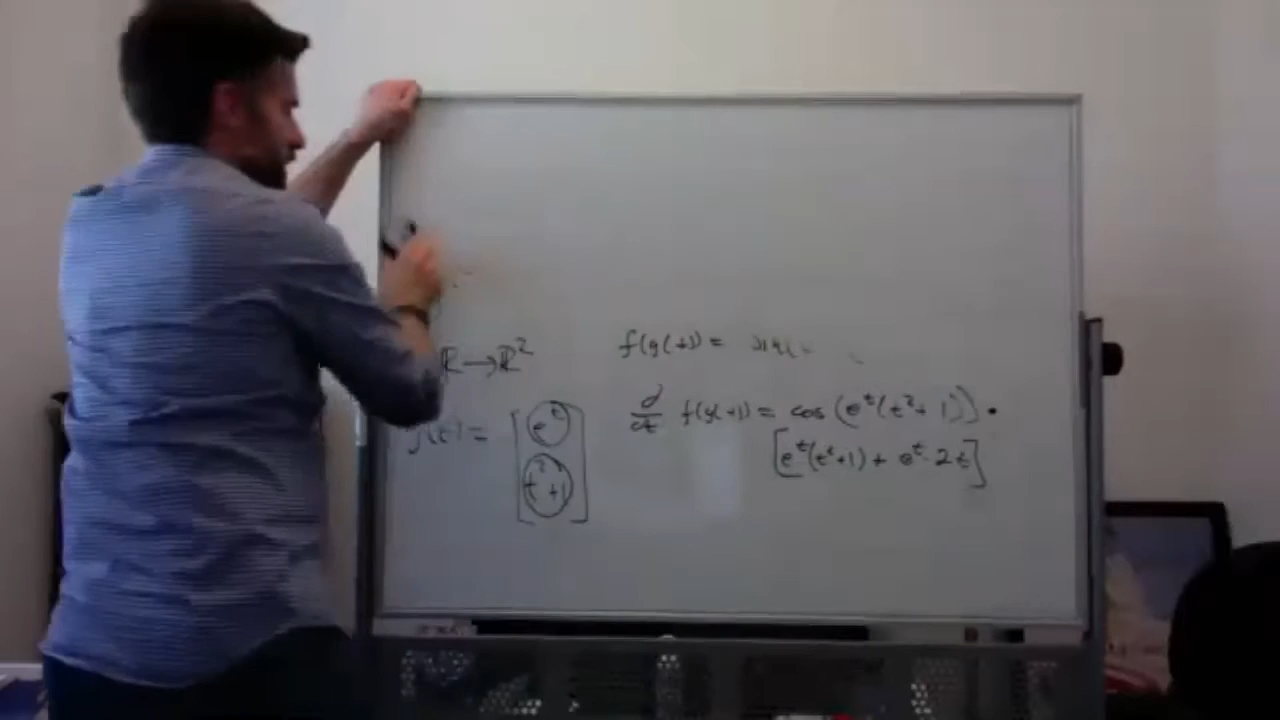 ℝ → ℝ²
f(g(t)) = sin(
g(t) = [e^t
t² + 1]
d/dt f(g(t)) = cos(e^t(t² + 1)) •
[e^t(t² + 1) + e^t · 2t]